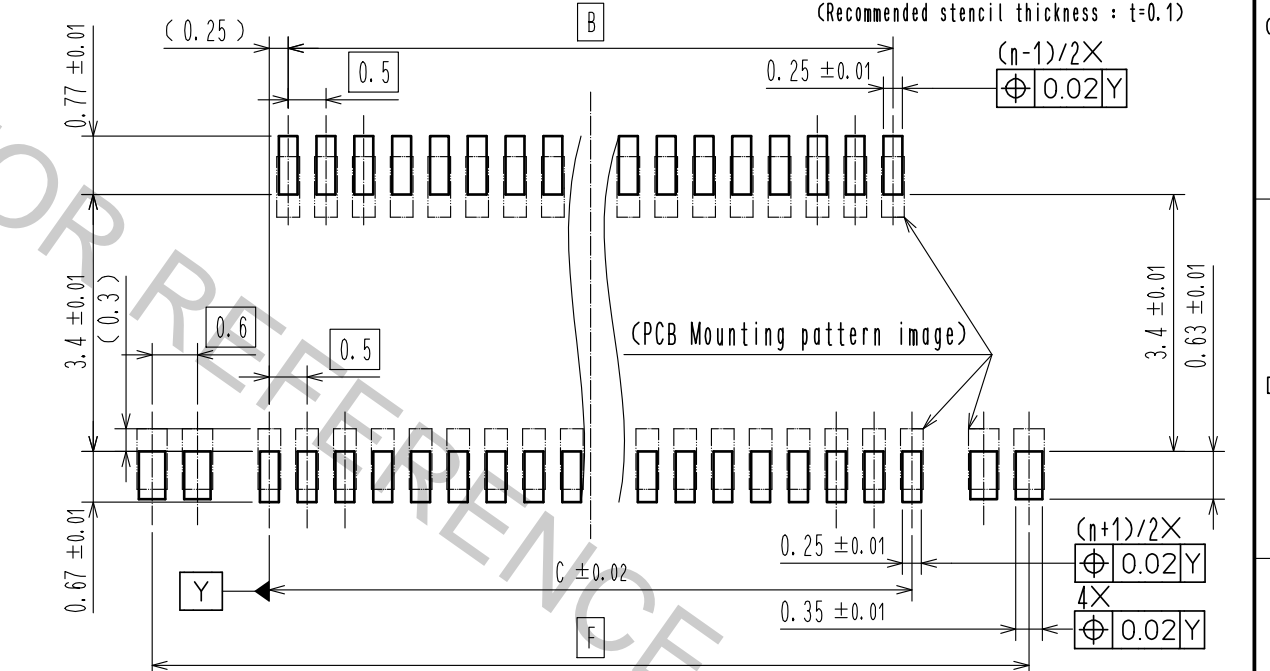 (Recommended stencil thickness : t=0.1)
B
(0.25)
0.5
0.25 ±0.01
(n-1)/2X
⌖ 0.02 Y
0.77 ±0.01
3.4 ±0.01
(0.3)
0.6
0.5
(PCB Mounting pattern image)
3.4 ±0.01
0.63 ±0.01
0.67 ±0.01
Y
C ±0.02
0.25 ±0.01
(n+1)/2X
⌖ 0.02 Y
0.35 ±0.01
4X
⌖ 0.02 Y
OR REFERENCE